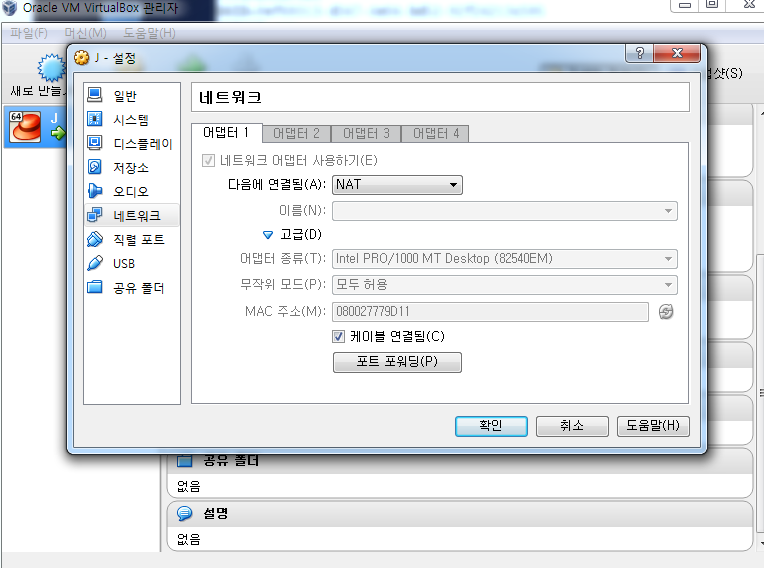 Oracle VM VirtualBox 관리자
파일(F) 머신(M) 도움말(H)
새로 만들
샷(S)
64 J
J - 설정
일반
시스템
디스플레이
저장소
오디오
네트워크
직렬 포트
USB
공유 폴더
네트워크
어댑터 1 어댑터 2 어댑터 3 어댑터 4
네트워크 어댑터 사용하기(E)
다음에 연결됨(A): NAT
이름(N):
고급(D)
어댑터 종류(T): Intel PRO/1000 MT Desktop (82540EM)
무작위 모드(P): 모두 허용
MAC 주소(M): 080027779D11
케이블 연결됨(C)
포트 포워딩(P)
확인 취소 도움말(H)
공유 폴더
없음
설명
없음